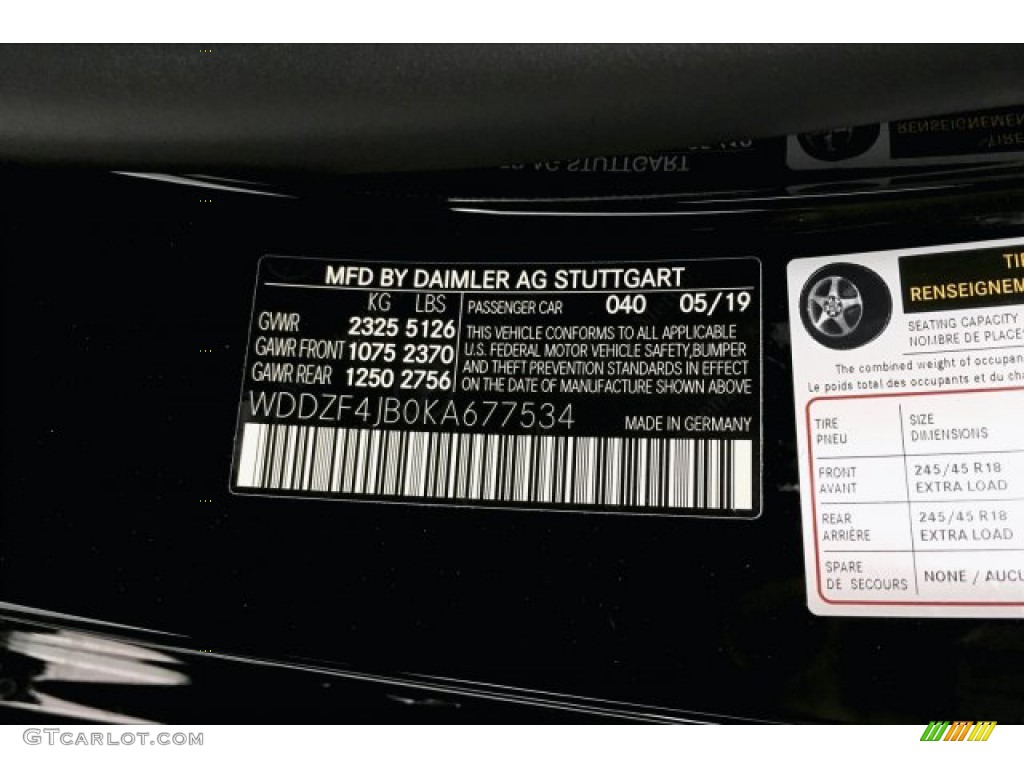 MFD BY DAIMLER AG STUTTGART
KG LBS
GVWR 2325 5126
GAWR FRONT 1075 2370
GAWR REAR 1250 2756
PASSENGER CAR 040 05/19
THIS VEHICLE CONFORMS TO ALL APPLICABLE
U.S. FEDERAL MOTOR VEHICLE SAFETY, BUMPER
AND THEFT PREVENTION STANDARDS IN EFFECT
ON THE DATE OF MANUFACTURE SHOWN ABOVE
WDDZF4JB0KA677534
MADE IN GERMANY
SEATING CAPACITY
NOMBRE DE PLACE
The combined weight of occupan
Le poids total des occupants et du
TIRE SIZE
PNEU DIMENSIONS
FRONT 245/45 R18
AVANT EXTRA LOAD
REAR 245/45 R18
ARRIÈRE EXTRA LOAD
SPARE
DE SECOURS NONE / AUCU
TI
RENSEIGNEM
GTCarlot.com